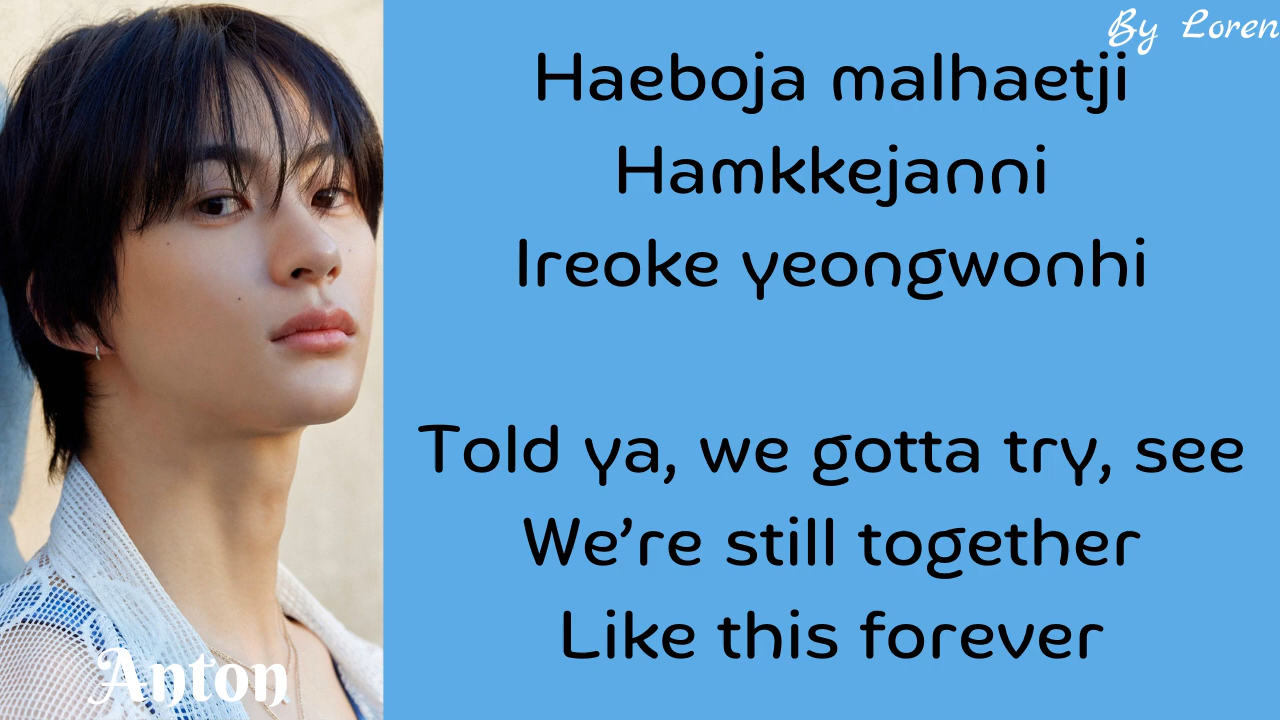 By Loren
Haeboja malhaetji
Hamkkejanni
Ireoke yeongwonhi
Told ya, we gotta try, see
We’re still together
Like this forever
Anton